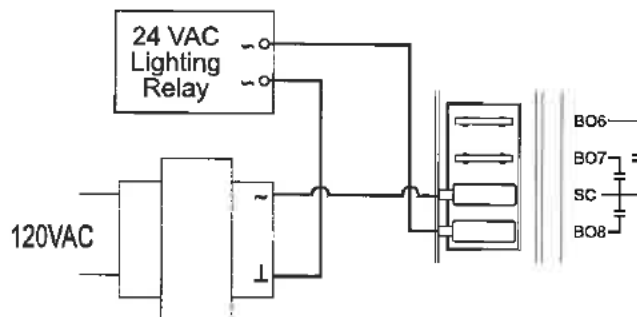 24 VAC
Lighting
Relay
~
~
120VAC
~
⊥
BO6
BO7
SC
BO8